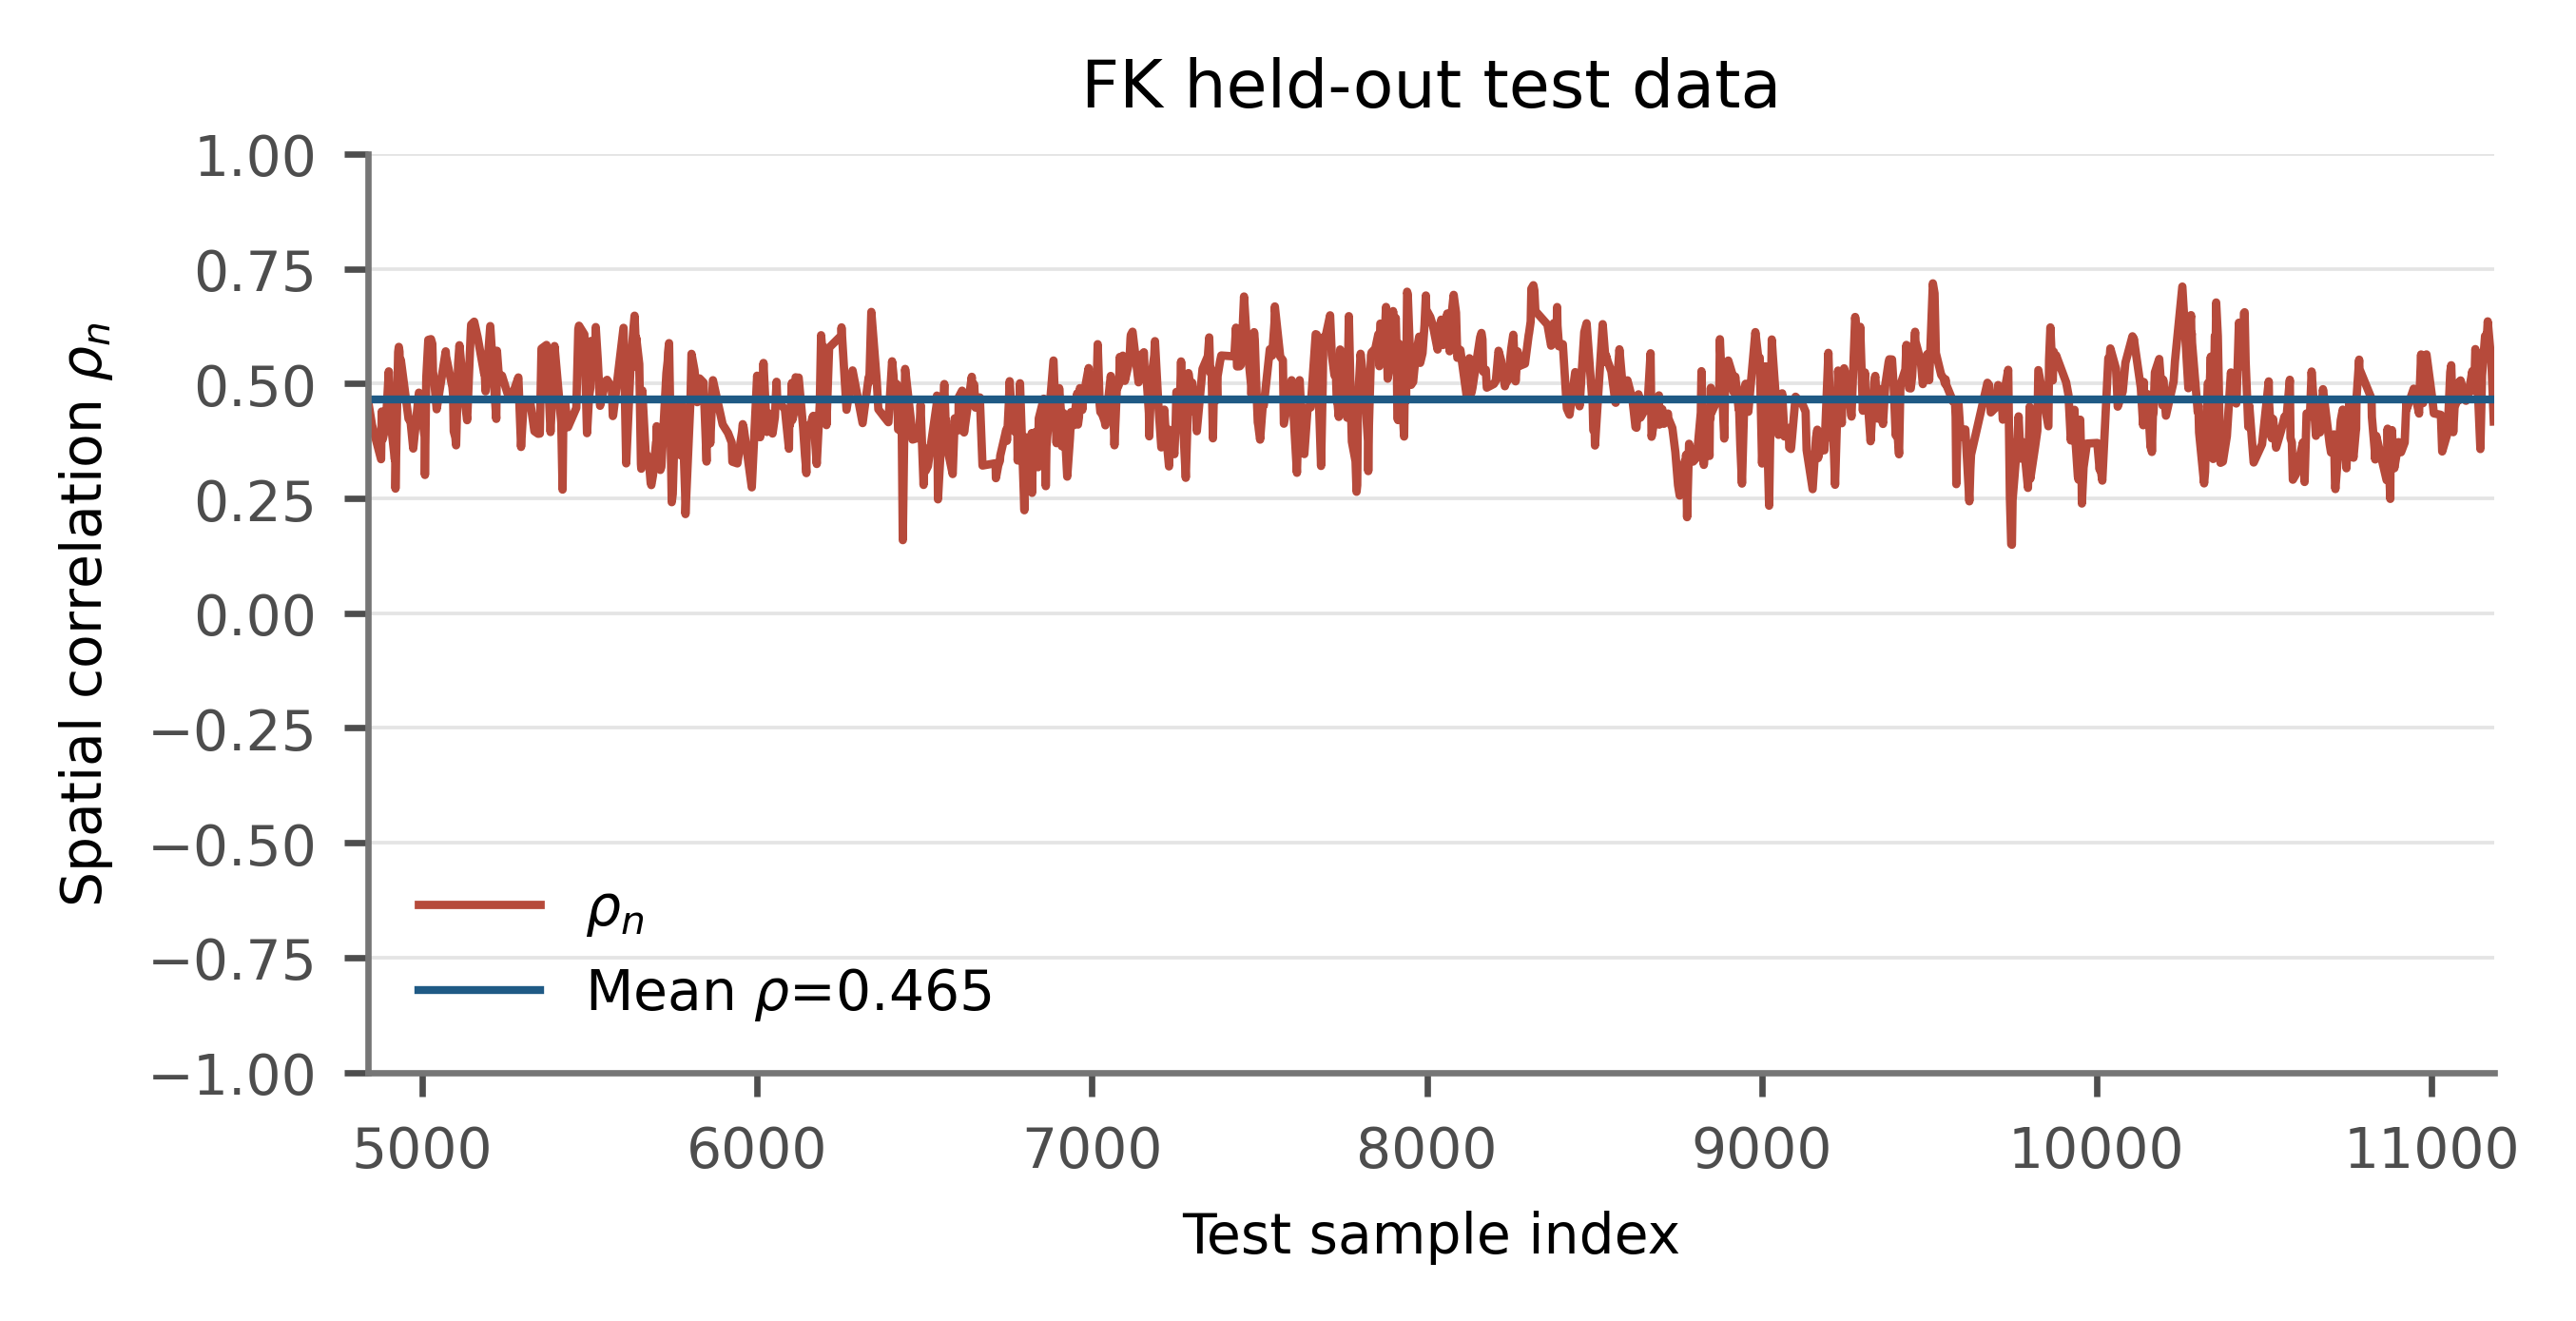 FK held-out test data
Spatial correlation ρn
1.00
0.75
0.50
0.25
0.00
−0.25
−0.50
−0.75
−1.00
ρn
Mean ρ=0.465
5000 6000 7000 8000 9000 10000 11000
Test sample index